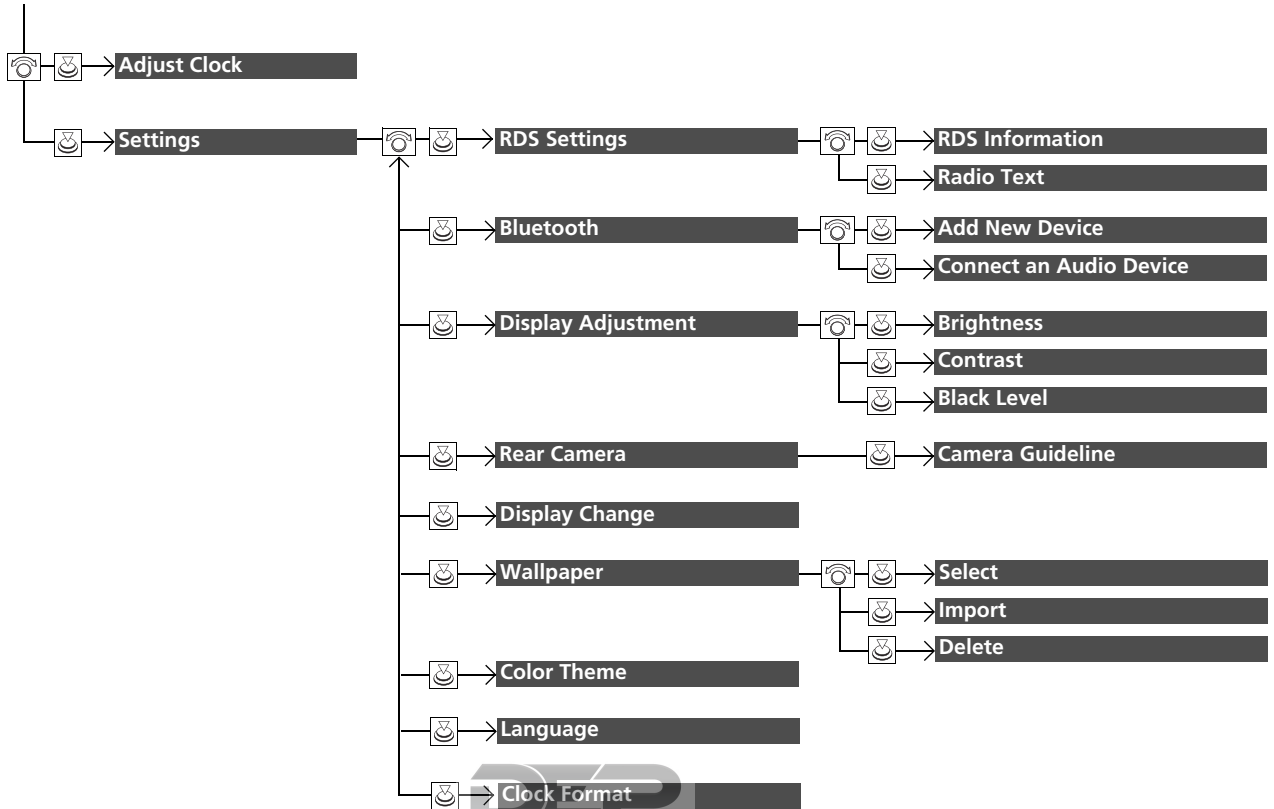 Adjust Clock
Settings
RDS Settings
RDS Information
Radio Text
Bluetooth
Add New Device
Connect an Audio Device
Display Adjustment
Brightness
Contrast
Black Level
Rear Camera
Camera Guideline
Display Change
Wallpaper
Select
Import
Delete
Color Theme
Language
Clock Format